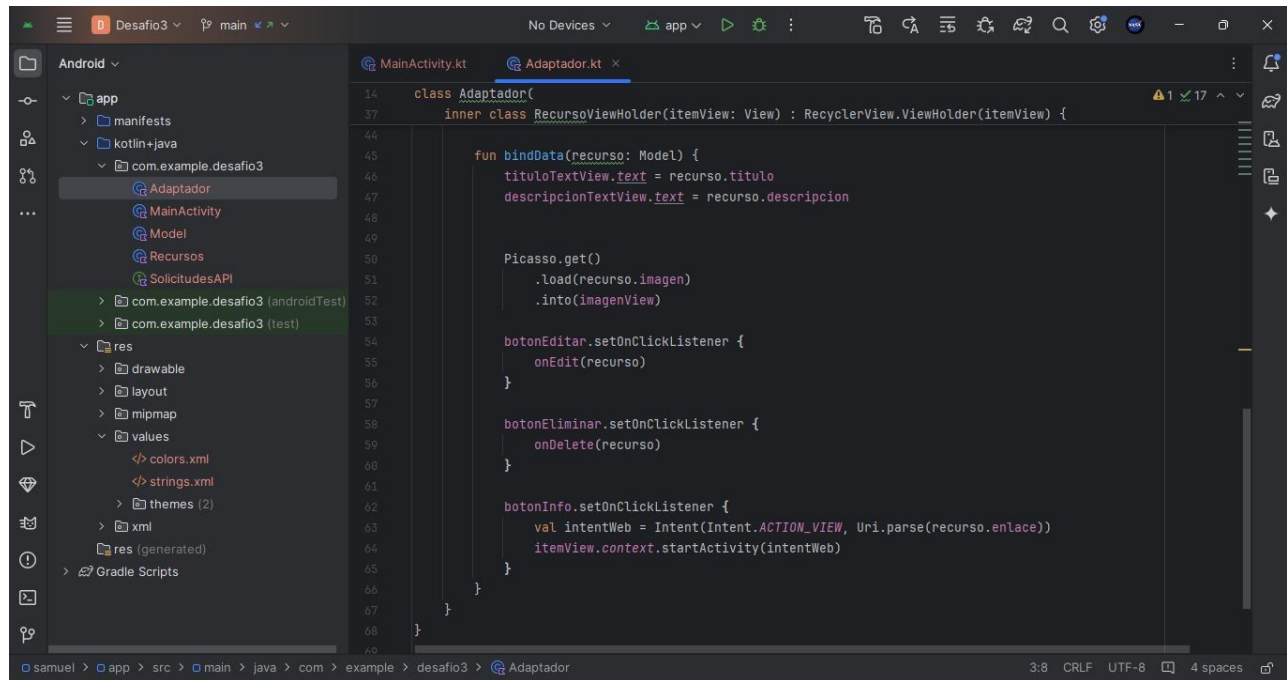 D Desafio3 main No Devices app
Android
MainActivity.kt Adaptador.kt
app
manifests
kotlin+java
com.example.desafio3
Adaptador
MainActivity
Model
Recursos
SolicitudesAPI
com.example.desafio3 (androidTest)
com.example.desafio3 (test)
res
drawable
layout
mipmap
values
</> colors.xml
</> strings.xml
themes (2)
xml
res (generated)
Gradle Scripts
1 17
14 class Adaptador(
37 inner class RecursoViewHolder(itemView: View) : RecyclerView.ViewHolder(itemView) {
44
45 fun bindData(recurso: Model) {
46 tituloTextView.text = recurso.titulo
47 descripcionTextView.text = recurso.descripcion
48
49
50 Picasso.get()
51 .load(recurso.imagen)
52 .into(imagenView)
53
54 botonEditar.setOnClickListener {
55 onEdit(recurso)
56 }
57
58 botonEliminar.setOnClickListener {
59 onDelete(recurso)
60 }
61
62 botonInfo.setOnClickListener {
63 val intentWeb = Intent(Intent.ACTION_VIEW, Uri.parse(recurso.enlace))
64 itemView.context.startActivity(intentWeb)
65 }
66 }
67 }
68 }
69
samuel > app > src > main > java > com > example > desafio3 > Adaptador 3:8 CRLF UTF-8 4 spaces